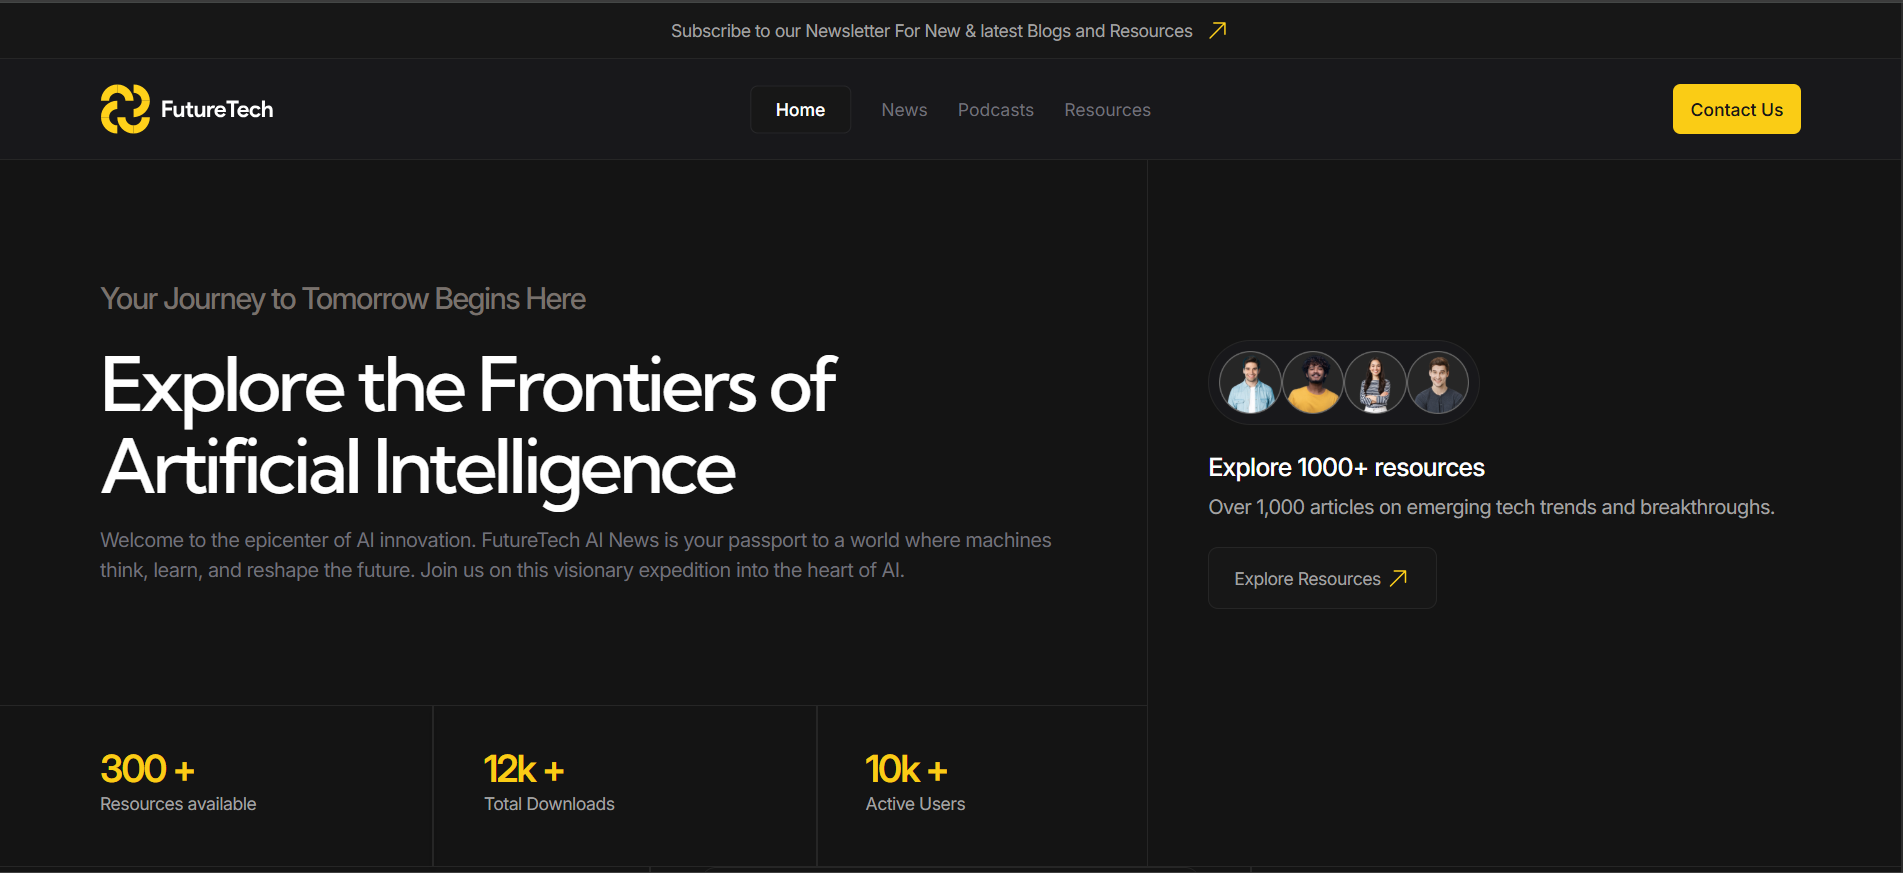 Subscribe to our Newsletter For New & latest Blogs and Resources
FutureTech
Home
News
Podcasts
Resources
Contact Us
Your Journey to Tomorrow Begins Here
Explore the Frontiers of
Artificial Intelligence
Welcome to the epicenter of AI innovation. FutureTech AI News is your passport to a world where machines
think, learn, and reshape the future. Join us on this visionary expedition into the heart of AI.
Explore 1000+ resources
Over 1,000 articles on emerging tech trends and breakthroughs.
Explore Resources
300 +
Resources available
12k +
Total Downloads
10k +
Active Users